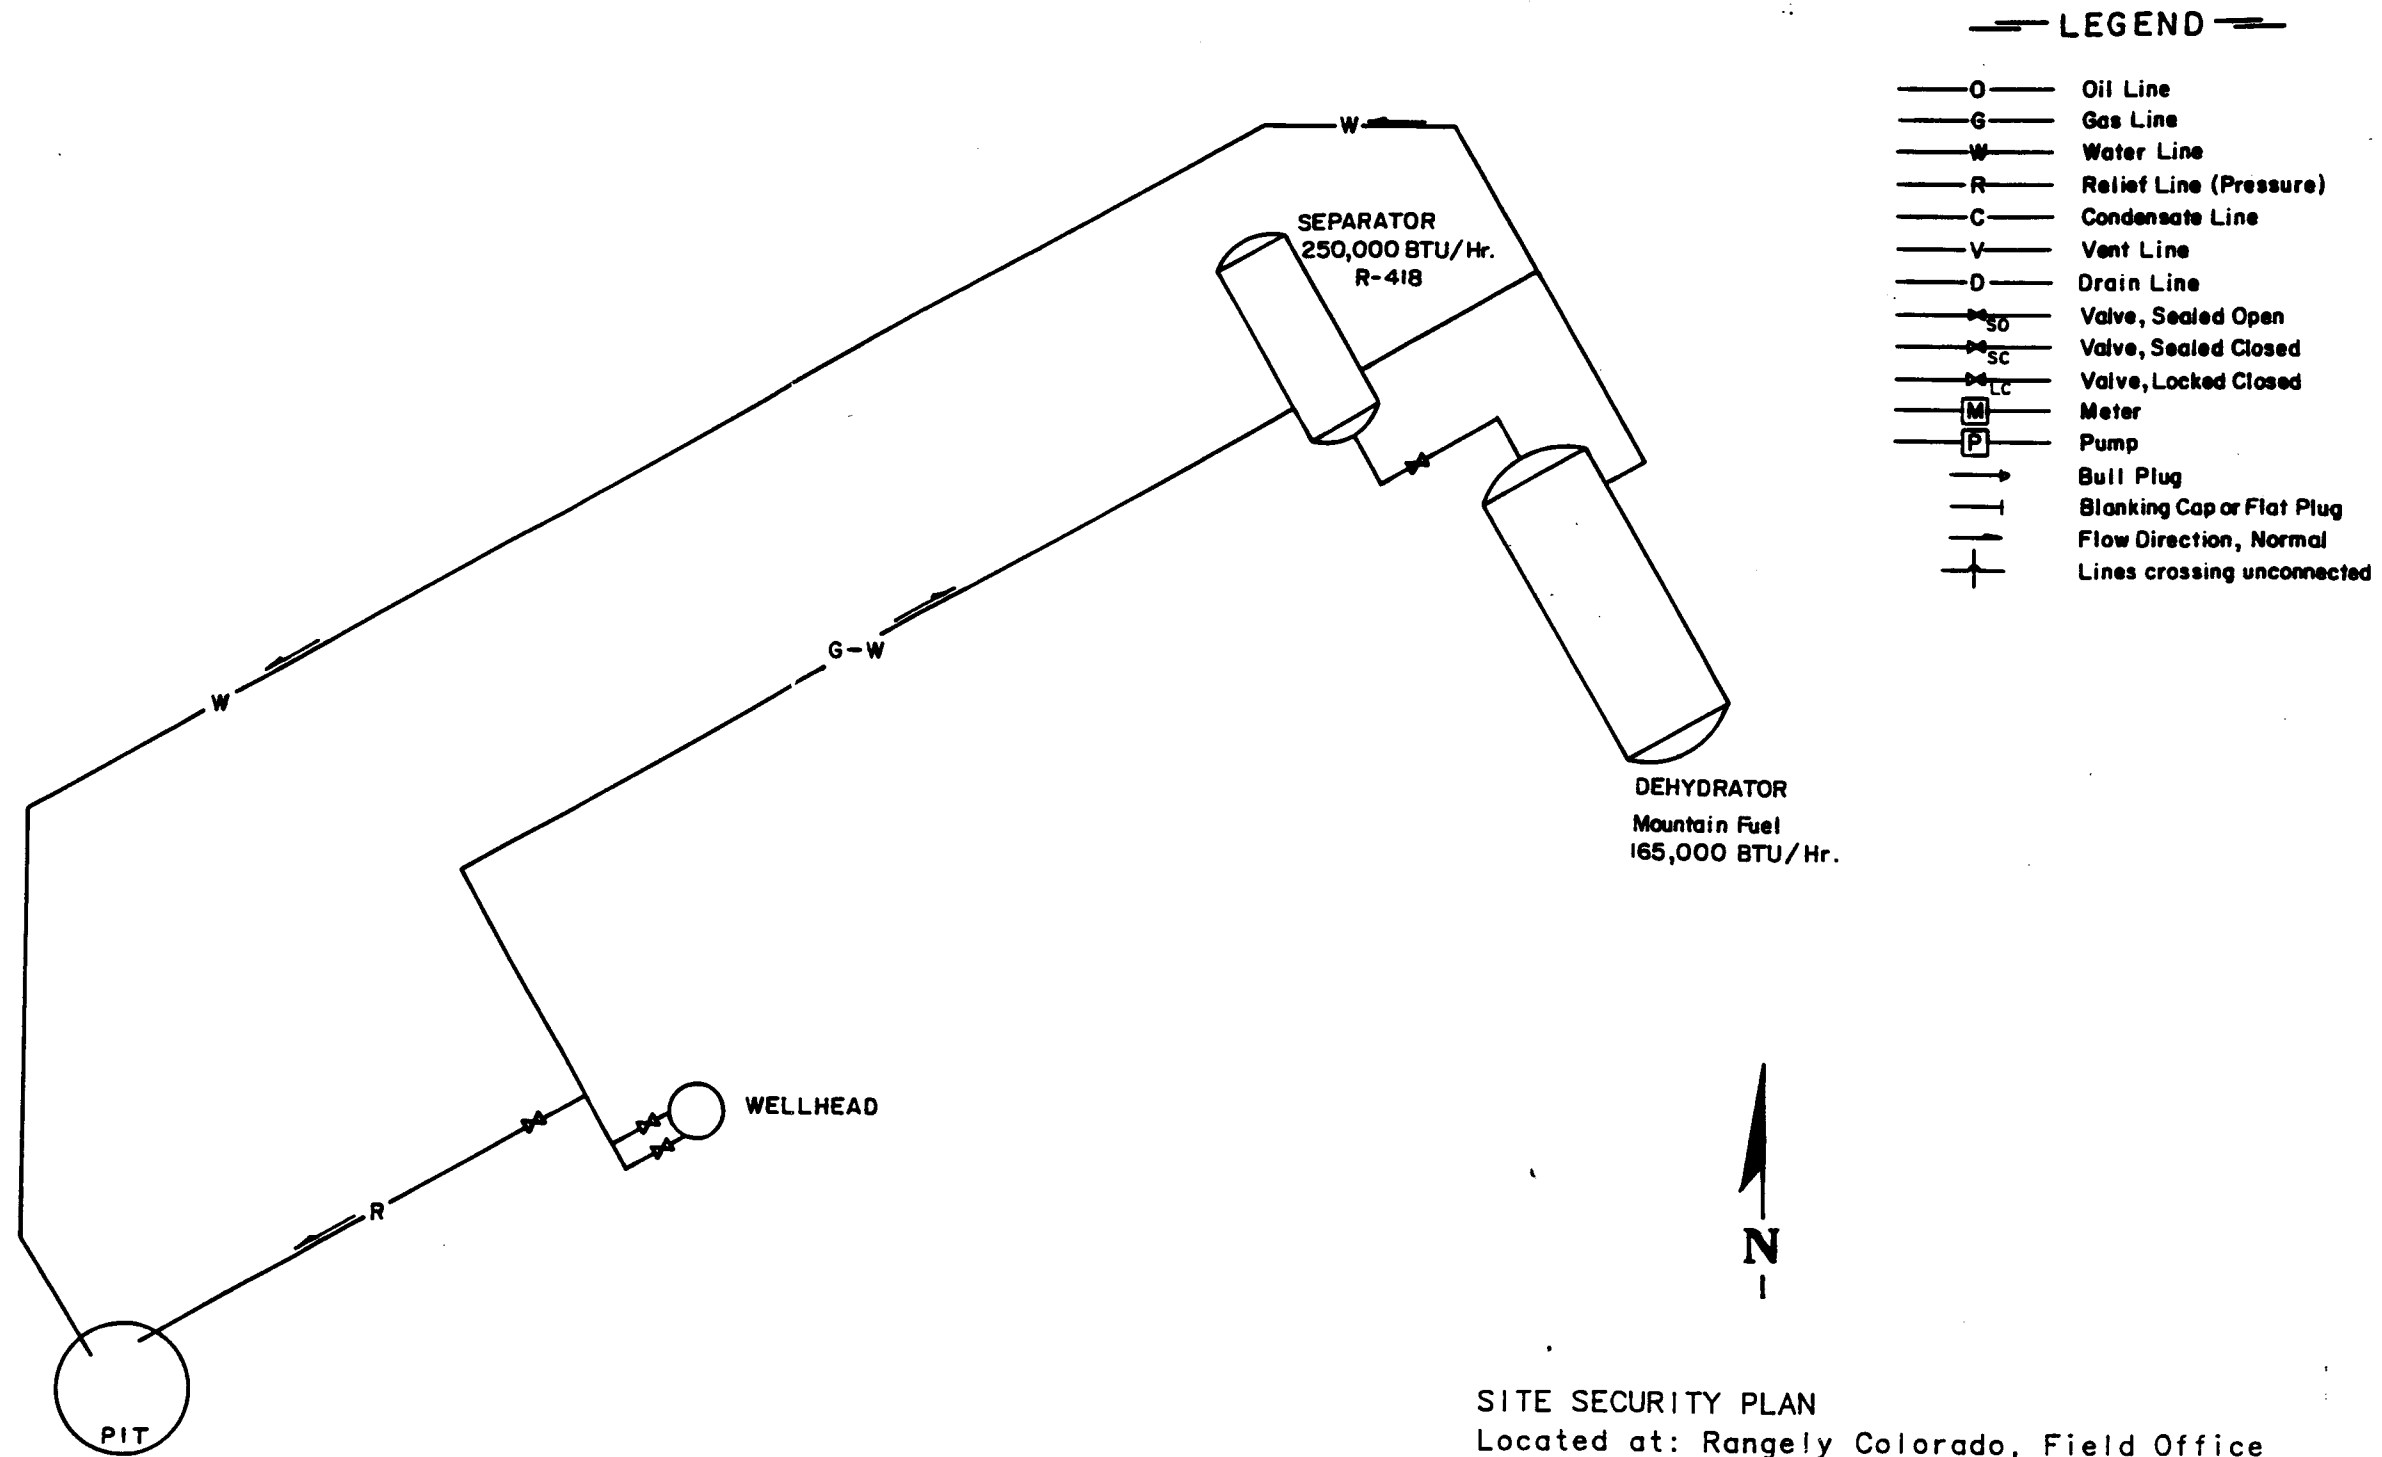 LEGEND
O Oil Line
G Gas Line
W Water Line
R Relief Line (Pressure)
C Condensate Line
V Vent Line
D Drain Line
SO Valve, Sealed Open
SC Valve, Sealed Closed
LC Valve, Locked Closed
M Meter
P Pump
Bull Plug
Blanking Cap or Flat Plug
Flow Direction, Normal
Lines crossing unconnected
W
SEPARATOR
250,000 BTU/Hr.
R-418
G-W
W
DEHYDRATOR
Mountain Fuel
165,000 BTU/Hr.
WELLHEAD
R
N
PIT
SITE SECURITY PLAN
Located at: Rangely Colorado, Field Office